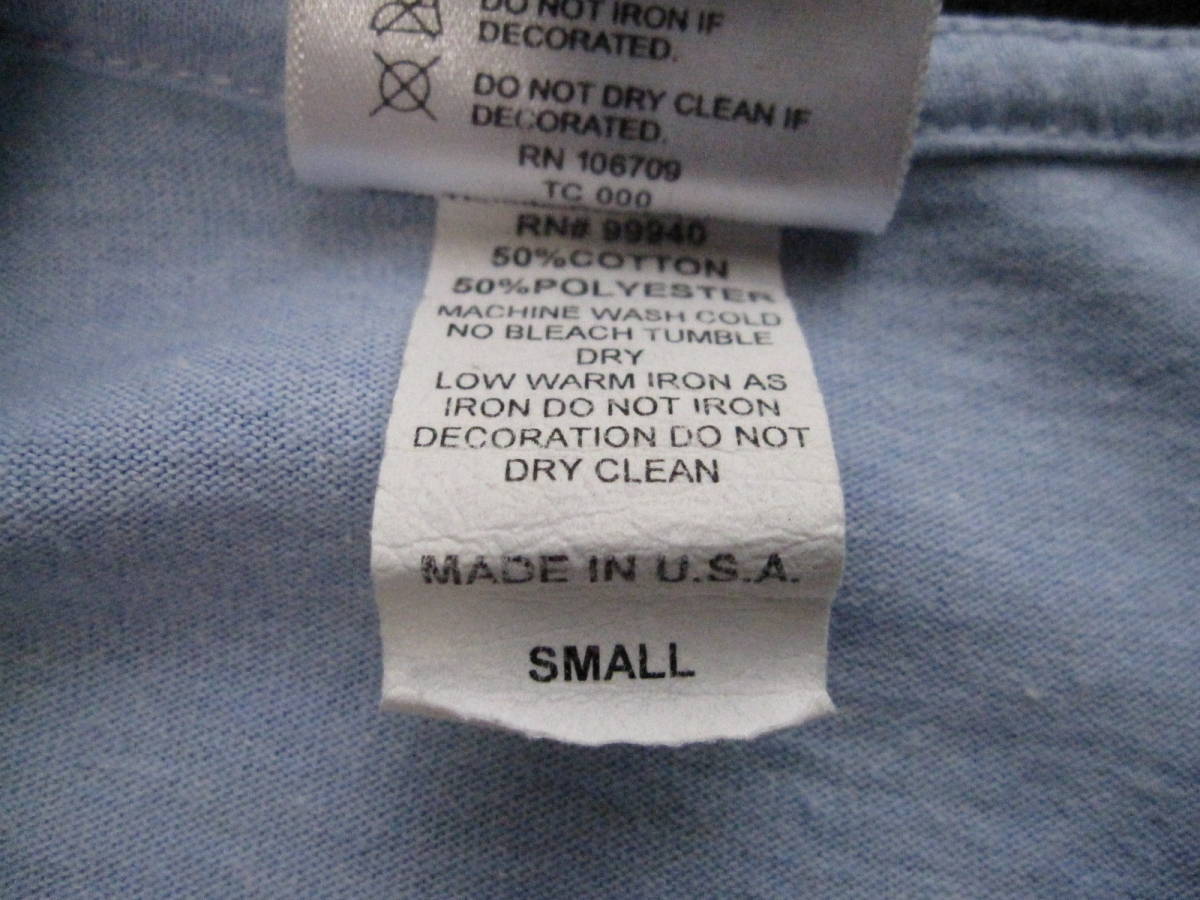 DO NOT IRON IF
DECORATED.
DO NOT DRY CLEAN IF
DECORATED.
RN 106709
TC 000
RN# 99940
50%COTTON
50%POLYESTER
MACHINE WASH COLD
NO BLEACH TUMBLE
DRY
LOW WARM IRON AS
IRON DO NOT IRON
DECORATION DO NOT
DRY CLEAN
MADE IN U.S.A.
SMALL